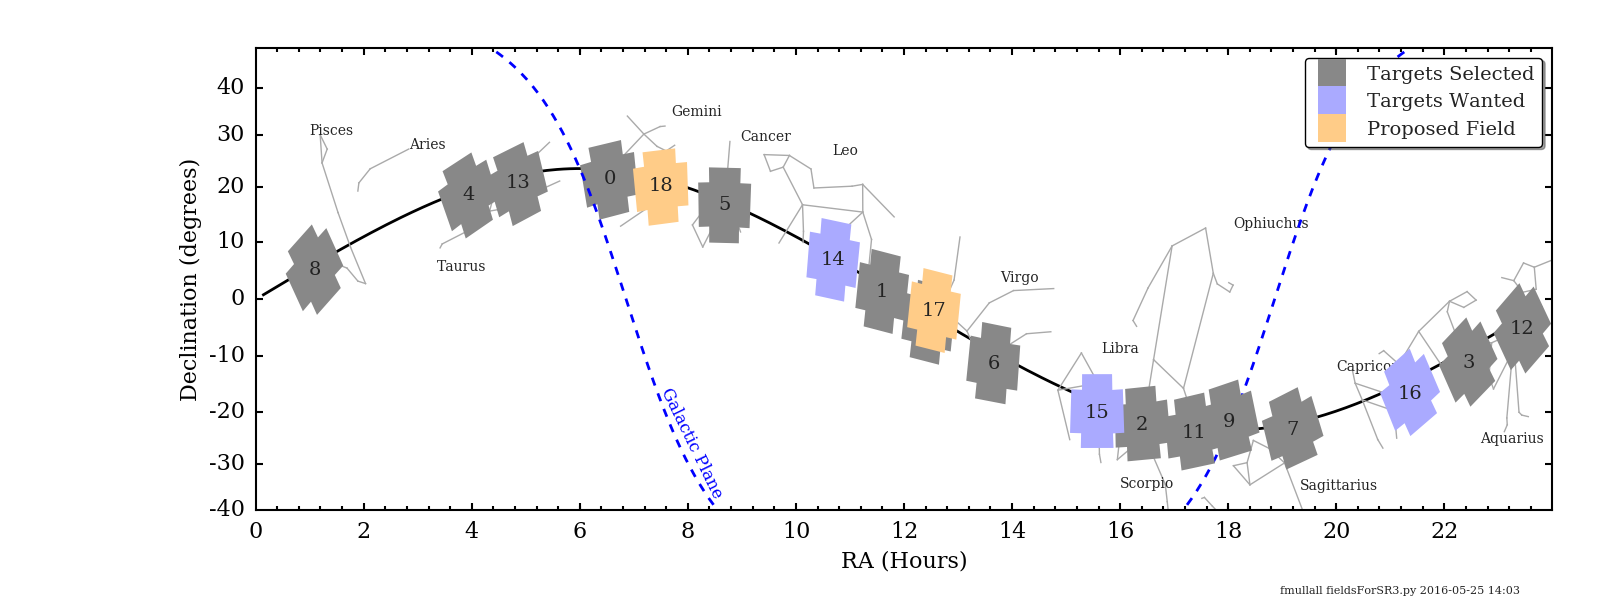 Targets Selected
Targets Wanted
Proposed Field
Pisces
Aries
Gemini
Cancer
Leo
Taurus
Virgo
Libra
Ophiuchus
Scorpio
Sagittarius
Capricor
Aquarius
Galactic Plane
8
4
13
0
18
5
14
1
17
6
15
2
11
9
7
16
3
12
Declination (degrees)
40
30
20
10
0
-10
-20
-30
-40
0 2 4 6 8 10 12 14 16 18 20 22
RA (Hours)
fmullall fieldsForSR3.py 2016-05-25 14:03